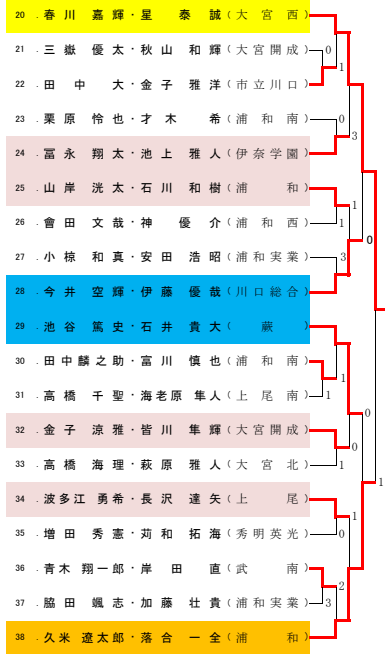 20 . 春川 嘉輝・星 泰誠（大宮西）
21 . 三嶽 優太・秋山 和輝（大宮開成） 0
1
22 . 田中 大・金子 雅洋（市立川口）
23 . 栗原 怜也・才木 希（浦和南） 0
3
24 . 冨永 翔太・池上 雅人（伊奈学園）
25 . 山岸 洸太・石川 和樹（浦和）
1
26 . 會田 文哉・神 優介（浦和西） 1
0
27 . 小椋 和真・安田 浩昭（浦和実業） 3
28 . 今井 空輝・伊藤 優哉（川口総合）
29 . 池谷 篤史・石井 貴大（蕨）
30 . 田中麟之助・富川 慎也（浦和南）
1
31 . 高橋 千聖・海老原 隼人（上尾南） 1
0
32 . 金子 涼雅・皆川 隼輝（大宮開成）
0
33 . 高橋 海理・萩原 雅人（大宮北） 1
1
34 . 波多江 勇希・長沢 達矢（上尾）
1
35 . 増田 秀憲・苅和 拓海（秀明英光） 0
36 . 青木 翔一郎・岸田 直（武南）
2
37 . 脇田 颯志・加藤 壮貴（浦和実業） 3
38 . 久米 遼太郎・落合 一全（浦和）